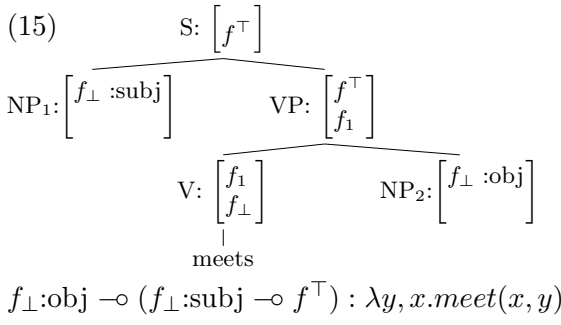 (15)
S: [f⊤]
NP₁: [f⊥ :subj]
VP: [f⊤
f₁]
V: [f₁
f⊥]
NP₂: [f⊥ :obj]
meets
f⊥:obj ⊸ (f⊥:subj ⊸ f⊤) : λy, x.meet(x, y)